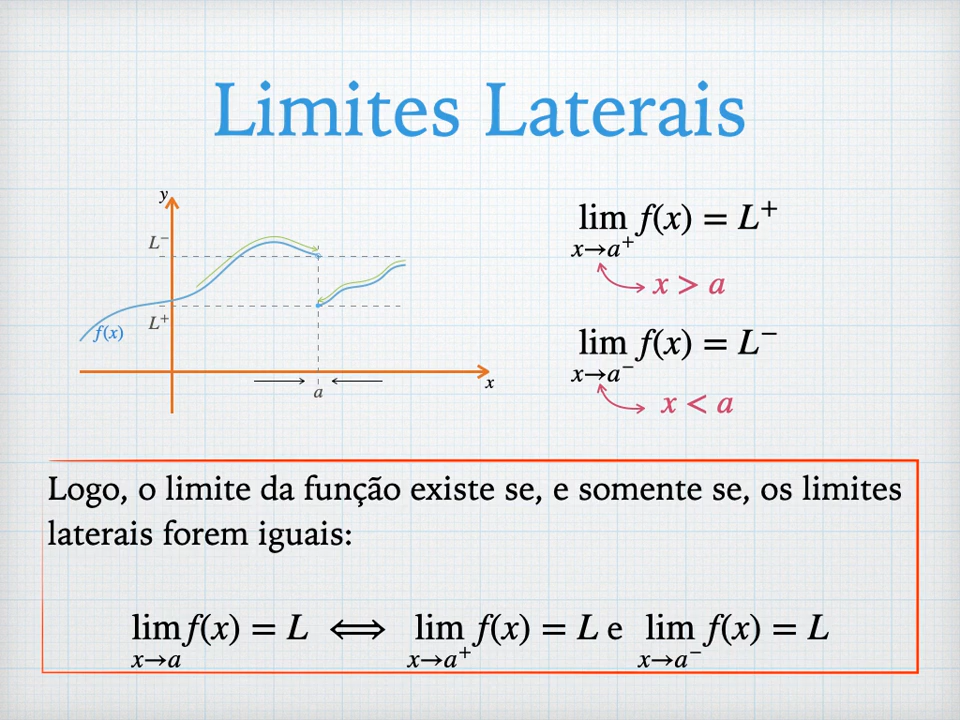 Limites Laterais
y
L⁻
L⁺
f(x)
a
x
lim f(x) = L⁺
x→a⁺
x > a
lim f(x) = L⁻
x→a⁻
x < a
Logo, o limite da função existe se, e somente se, os limites
laterais forem iguais:
lim f(x) = L ⟺ lim f(x) = L e lim f(x) = L
x→a x→a⁺ x→a⁻